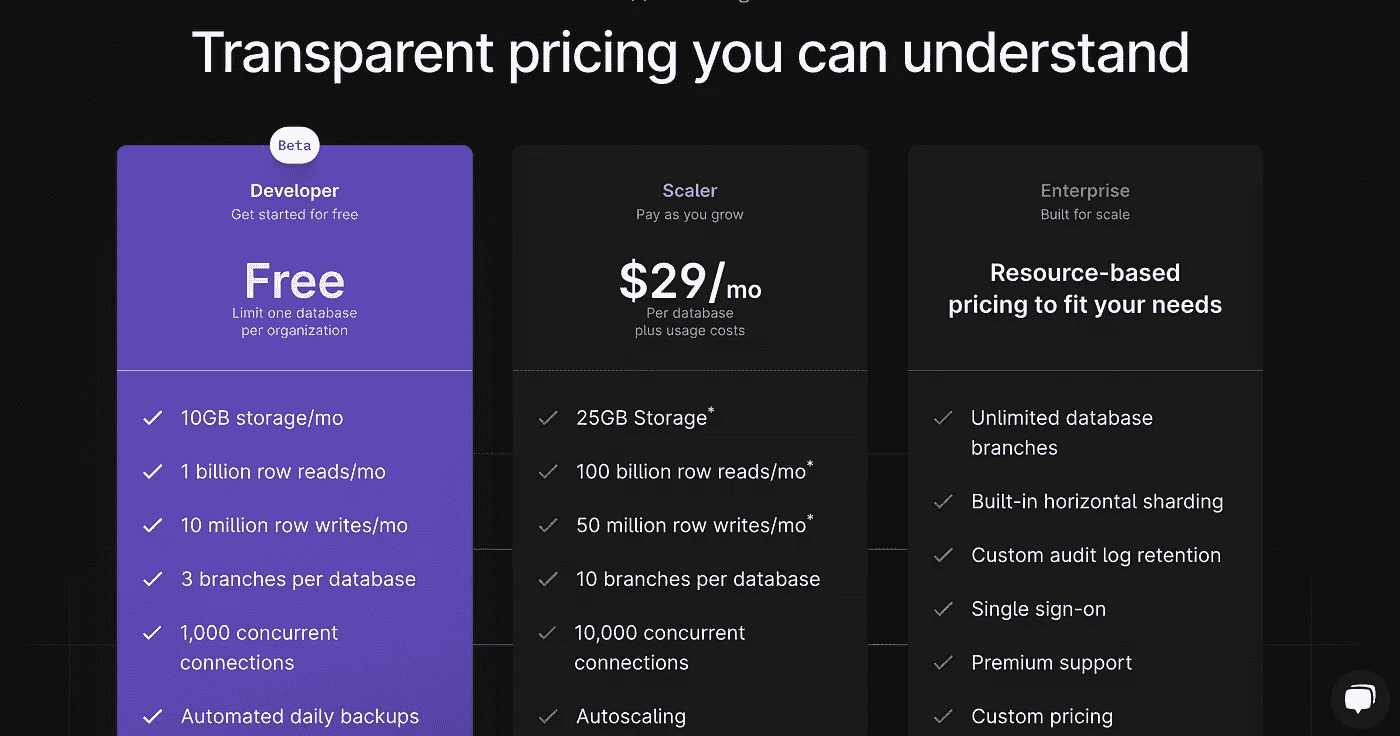 Transparent pricing you can understand
Beta
Developer
Get started for free
Free
Limit one database
per organization
10GB storage/mo
1 billion row reads/mo
10 million row writes/mo
3 branches per database
1,000 concurrent
connections
Automated daily backups
Scaler
Pay as you grow
$29/mo
Per database
plus usage costs
25GB Storage*
100 billion row reads/mo*
50 million row writes/mo*
10 branches per database
10,000 concurrent
connections
Autoscaling
Enterprise
Built for scale
Resource-based
pricing to fit your needs
Unlimited database
branches
Built-in horizontal sharding
Custom audit log retention
Single sign-on
Premium support
Custom pricing